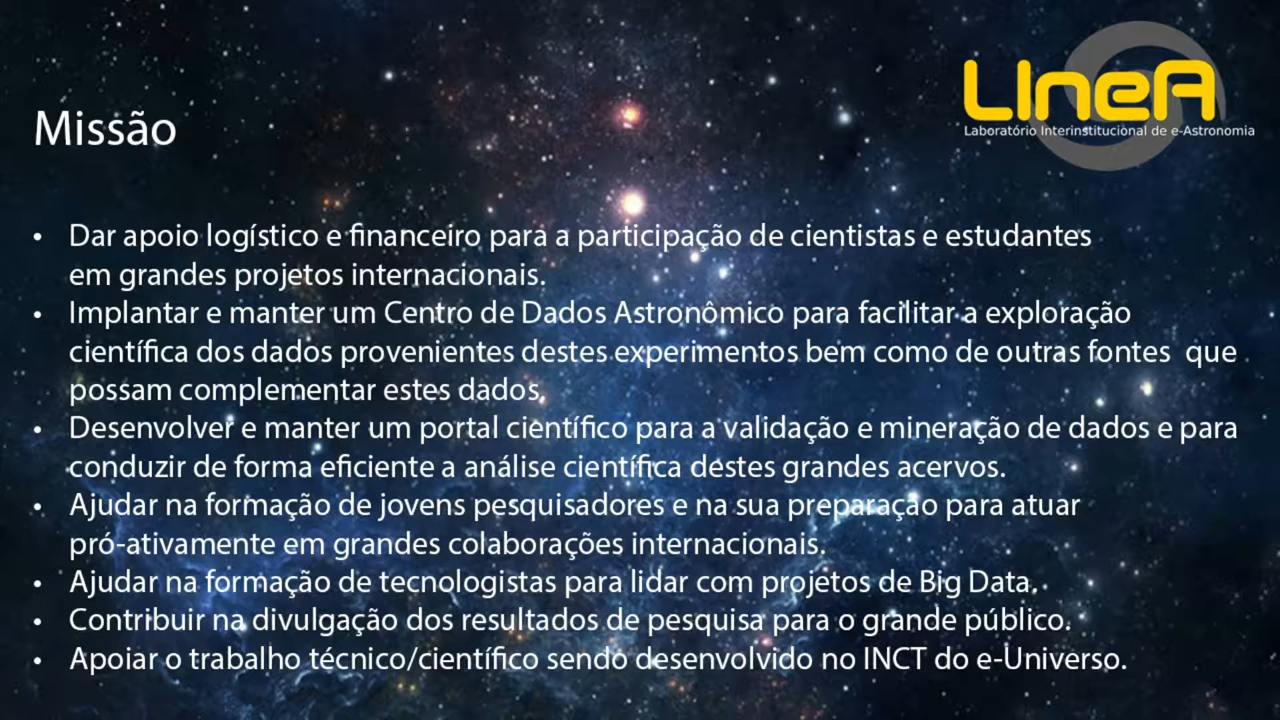 LIneA
Laboratório Interinstitucional de e-Astronomia
Missão
• Dar apoio logístico e financeiro para a participação de cientistas e estudantes
em grandes projetos internacionais.
• Implantar e manter um Centro de Dados Astronômico para facilitar a exploração
científica dos dados provenientes destes experimentos bem como de outras fontes que
possam complementar estes dados.
• Desenvolver e manter um portal científico para a validação e mineração de dados e para
conduzir de forma eficiente a análise científica destes grandes acervos.
• Ajudar na formação de jovens pesquisadores e na sua preparação para atuar
pró-ativamente em grandes colaborações internacionais.
• Ajudar na formação de tecnologistas para lidar com projetos de Big Data.
• Contribuir na divulgação dos resultados de pesquisa para o grande público.
• Apoiar o trabalho técnico/científico sendo desenvolvido no INCT do e-Universo.